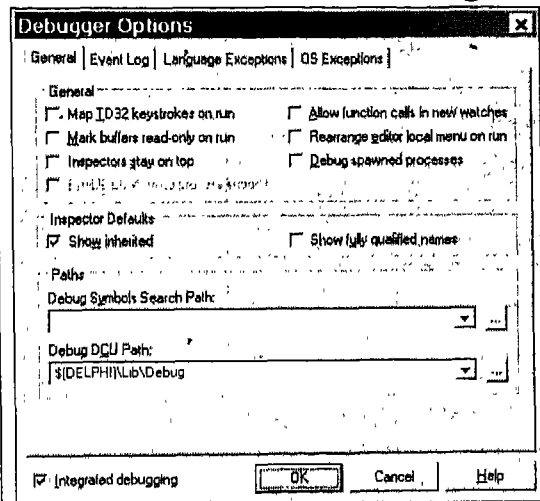 Debugger Options
General Event Log Language Exceptions OS Exceptions
General
Map TD32 keystrokes on run
Allow function calls in new watches
Mark buffers read-only on run
Rearrange editor local menu on run
Inspectors stay on top
Debug spawned processes
Inspector Defaults
Show inherited
Show fully qualified names
Paths
Debug Symbols Search Path:
...
Debug DCU Path:
$(DELPHI)\Lib\Debug
...
Integrated debugging
OK
Cancel
Help